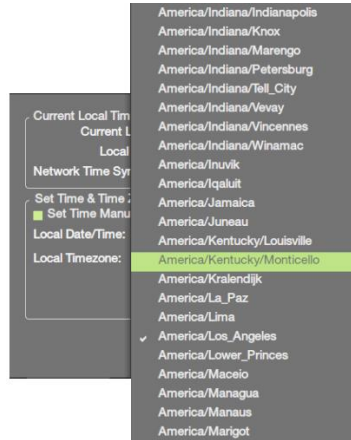 America/Indiana/Indianapolis
America/Indiana/Knox
America/Indiana/Marengo
America/Indiana/Petersburg
America/Indiana/Tell_City
America/Indiana/Vevay
America/Indiana/Vincennes
America/Indiana/Winamac
America/Inuvik
America/Iqaluit
America/Jamaica
America/Juneau
America/Kentucky/Louisville
America/Kentucky/Monticello
America/Kralendijk
America/La_Paz
America/Lima
America/Los_Angeles
America/Lower_Princes
America/Maceio
America/Managua
America/Manaus
America/Marigot
Current Local Tim
Current L
Local
Network Time Syn
Set Time & Time Z
Set Time Manu
Local Date/Time:
Local Timezone: